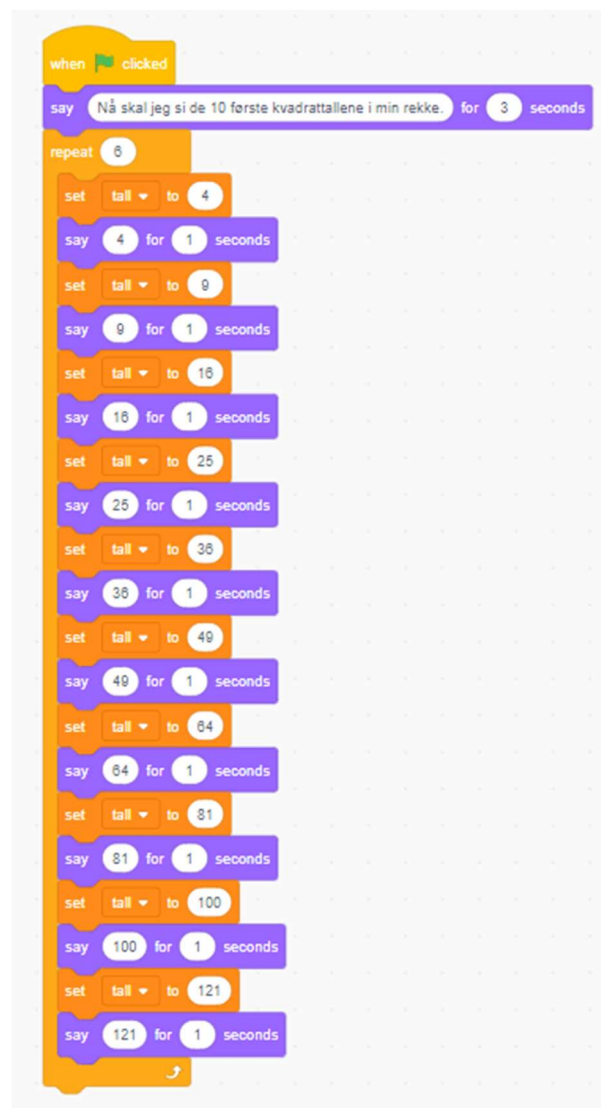 when clicked
say Nå skal jeg si de 10 første kvadrattallene i min rekke. for 3 seconds
repeat 6
set tall to 4
say 4 for 1 seconds
set tall to 9
say 9 for 1 seconds
set tall to 16
say 16 for 1 seconds
set tall to 25
say 25 for 1 seconds
set tall to 36
say 36 for 1 seconds
set tall to 49
say 49 for 1 seconds
set tall to 64
say 64 for 1 seconds
set tall to 81
say 81 for 1 seconds
set tall to 100
say 100 for 1 seconds
set tall to 121
say 121 for 1 seconds